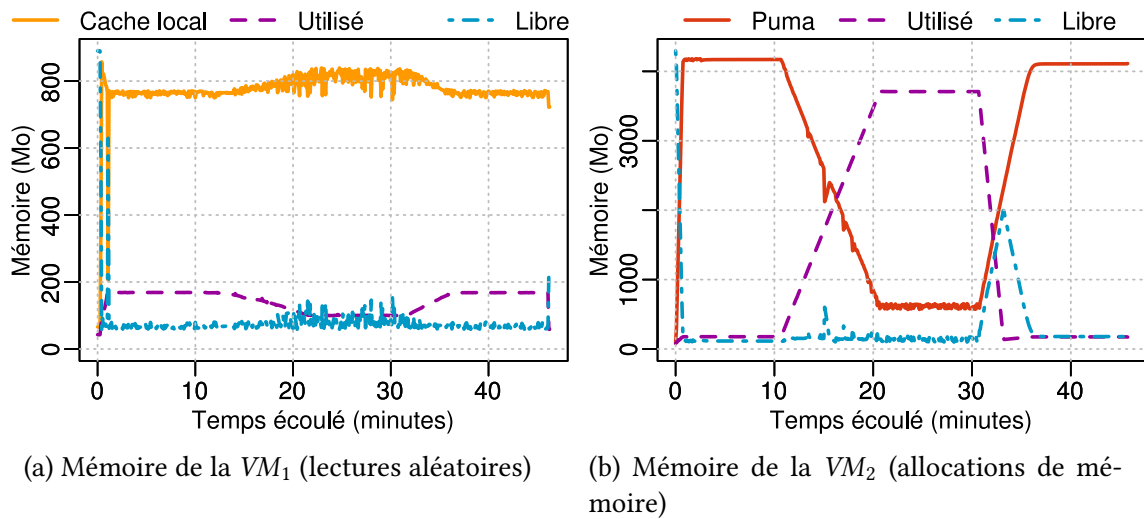 Cache local Utilisé Libre
Mémoire (Mo)
0 200 400 600 800
0 10 20 30 40
Temps écoulé (minutes)
(a) Mémoire de la VM1 (lectures aléatoires)
Puma Utilisé Libre
Mémoire (Mo)
0 1000 3000
0 10 20 30 40
Temps écoulé (minutes)
(b) Mémoire de la VM2 (allocations de mé-
moire)